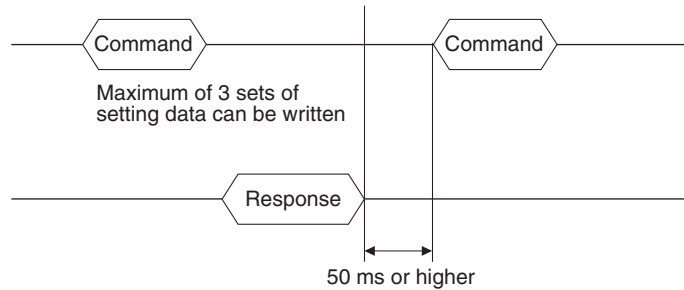 Command
Command
Maximum of 3 sets of
setting data can be written
Response
50 ms or higher